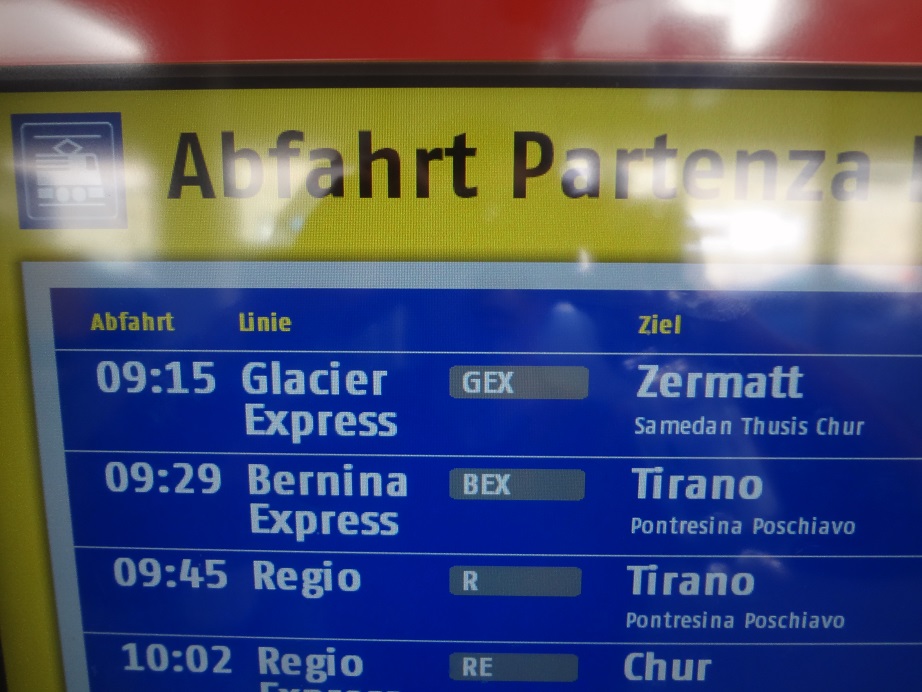 Abfahrt Partenza
Abfahrt Linie Ziel
09:15 Glacier Express GEX Zermatt
Samedan Thusis Chur
09:29 Bernina Express BEX Tirano
Pontresina Poschiavo
09:45 Regio R Tirano
Pontresina Poschiavo
10:02 Regio RE Chur